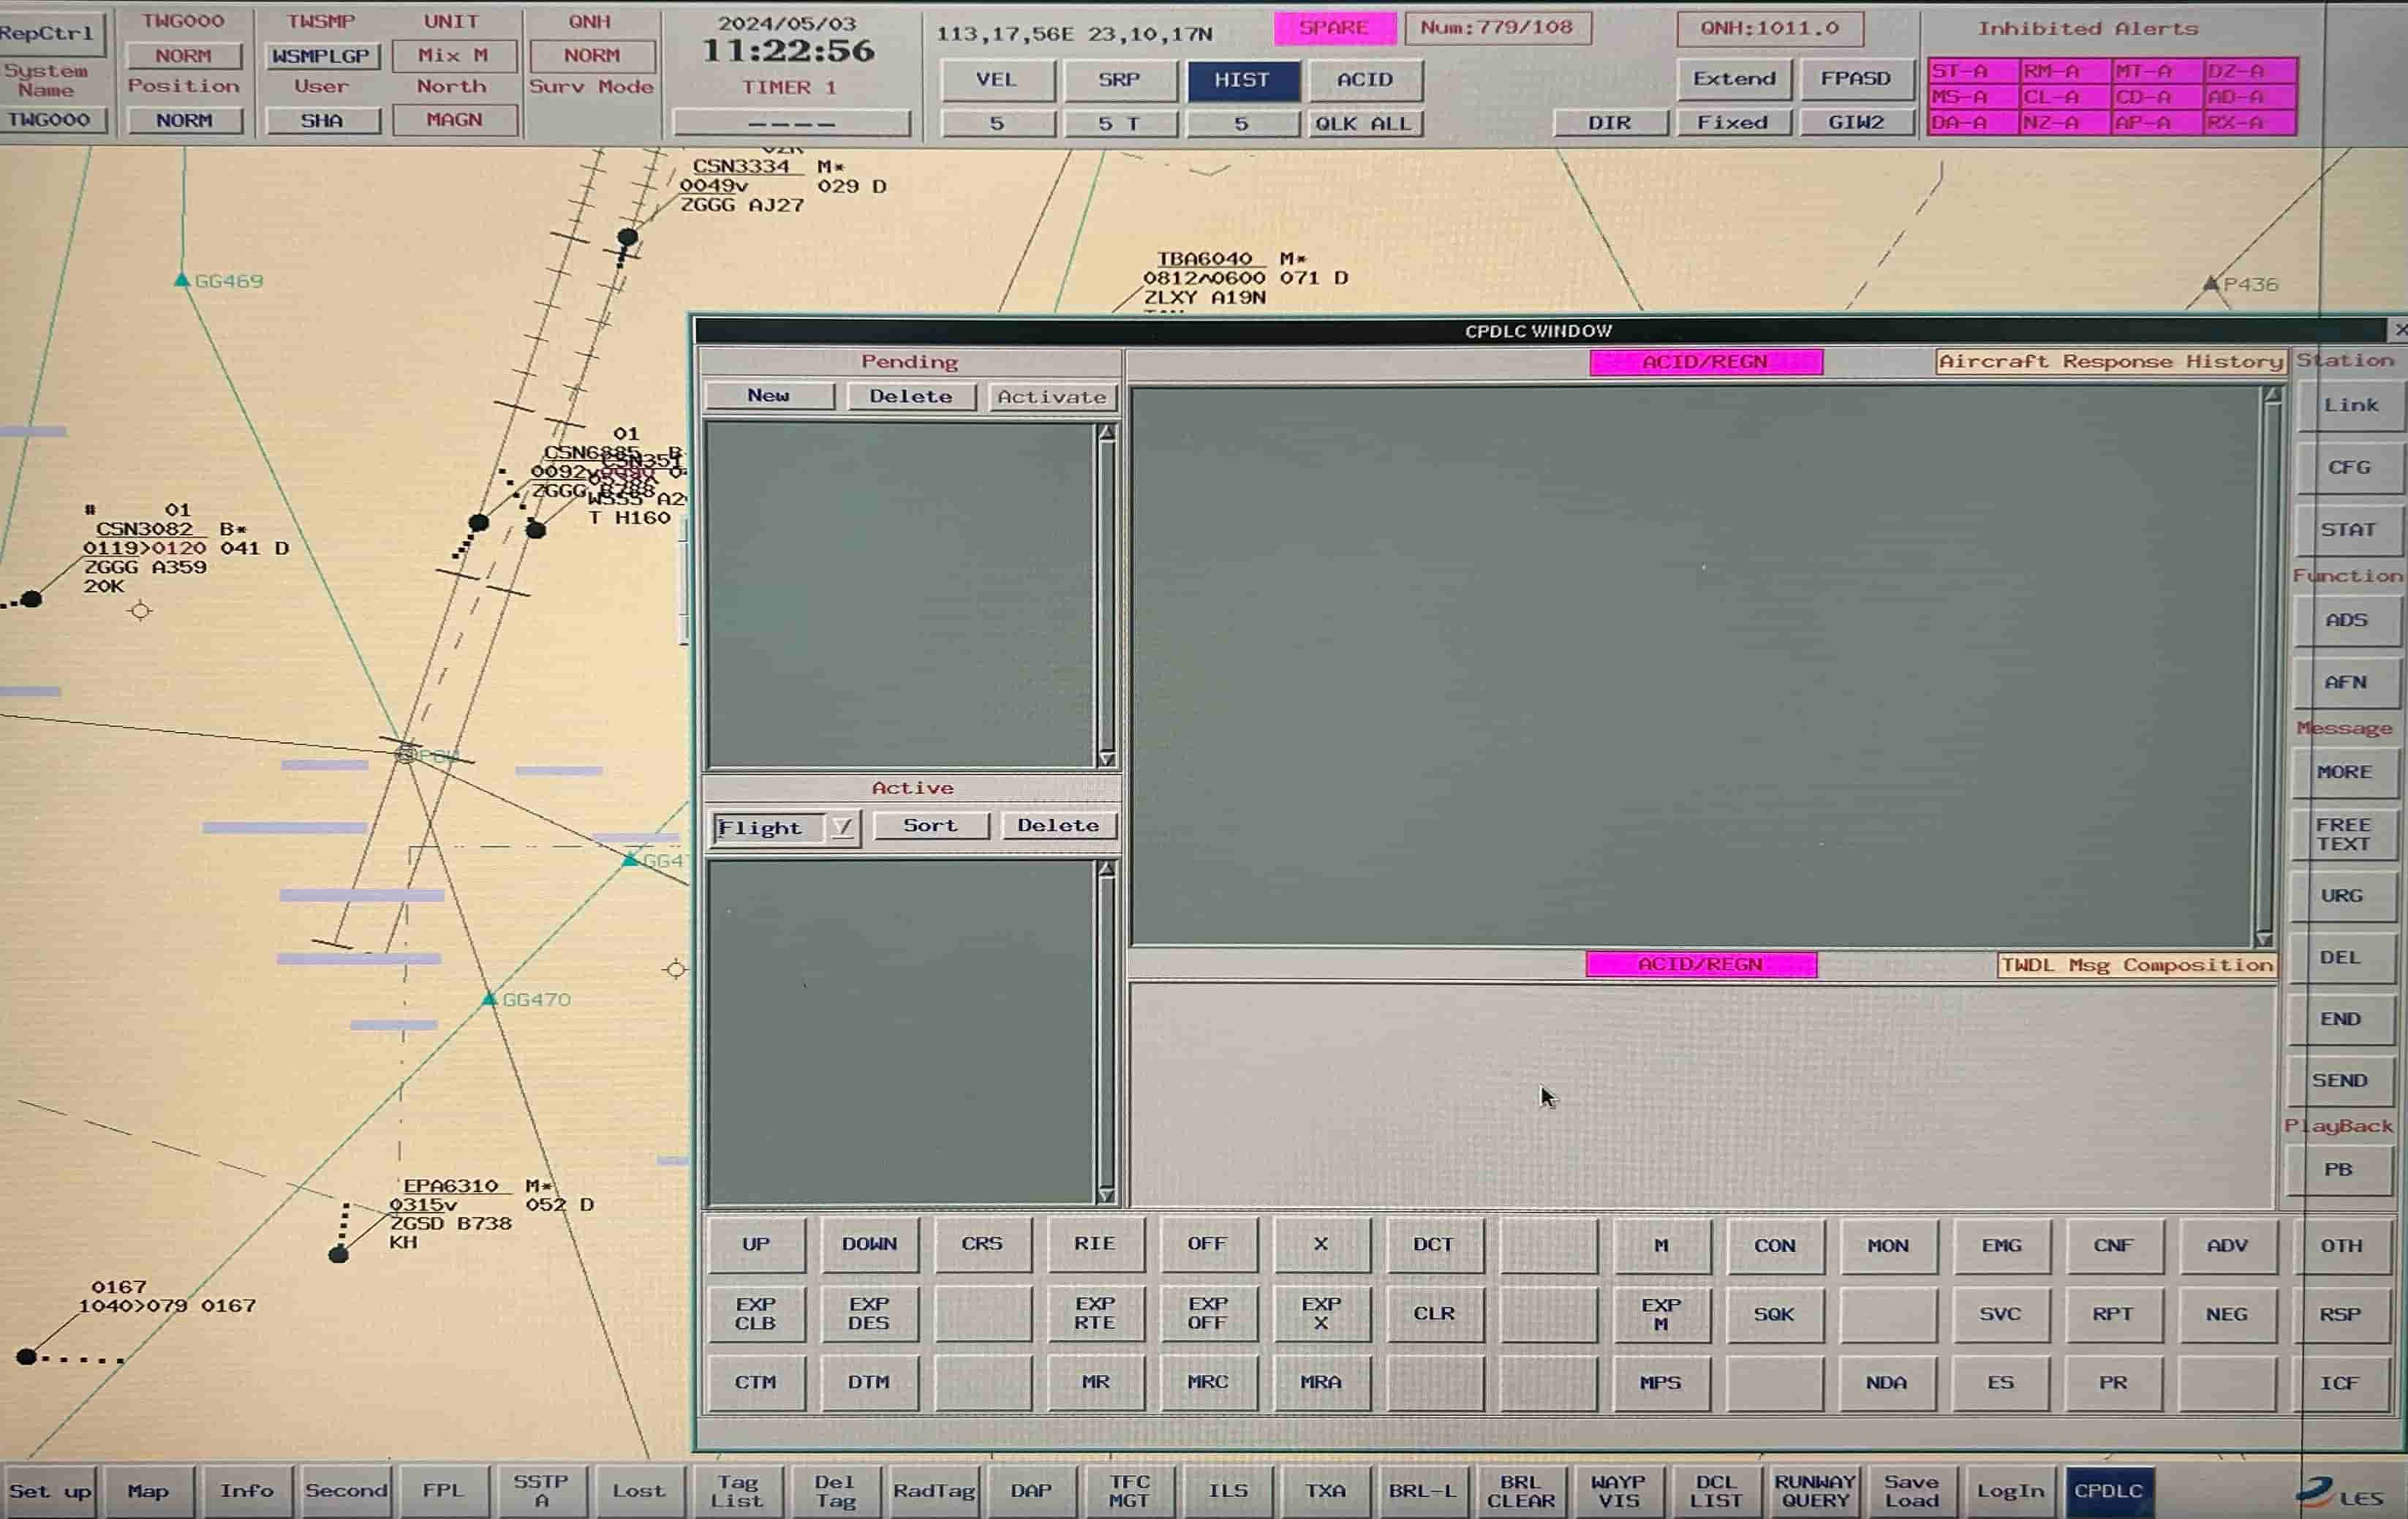 RepCtrl
System
Name
TWG000
TWG000
NORM
Position
NORM
TWSMP
WSMPLGP
User
SHA
UNIT
Mix M
North
MAGN
QNH
NORM
Surv Mode
2024/05/03
11:22:56
TIMER 1
----
113,17,56E 23,10,17N
SPARE
Num:779/108
QNH:1011.0
VEL SRP HIST ACID
5 5 T 5 QLK ALL
Extend FPASD
DIR Fixed GIW2
Inhibited Alerts
ST-A RM-A MT-A DZ-A
MS-A CL-A CD-A AD-A
DA-A NZ-A AP-A RX-A
CSN3334 M*
0049v 029 D
ZGGG AJ27
GG469
TBA6040 M*
0812^0600 071 D
ZLXY A19N
P436
01
CSN6885 B
CSN351
0092v
ZGGG B788
A2
T H160
# 01
CSN3082 B*
0119>0120 041 D
ZGGG A359
20K
GG4
GG470
EPA6310 M*
0315v 052 D
ZGSD B738
KH
0167
1040>079 0167
CPDLC WINDOW
X
Pending
New Delete Activate
Active
Flight Sort Delete
ACID/REGN Aircraft Response History
ACID/REGN TWDL Msg Composition
Station
Link
CFG
STAT
Function
ADS
AFN
Message
MORE
FREE
TEXT
URG
DEL
END
SEND
PlayBack
PB
UP DOWN CRS RIE OFF X DCT M CON MON EMG CNF ADV OTH
EXP CLB
EXP DES
EXP RTE
EXP OFF
EXP X
CLR
EXP M
SQK SVC RPT NEG RSP
CTM DTM MR MRC MRA MPS NDA ES PR ICF
Set up
Map
Info
Second
FPL
SSTP
A
Lost
Tag
List
Del
Tag
RadTag
DAP
TFC
MGT
ILS
TXA
BRL-L
BRL
CLEAR
WAYP
VIS
DCL
LIST
RUNWAY
QUERY
Save
Load
LogIn
CPDLC
LES